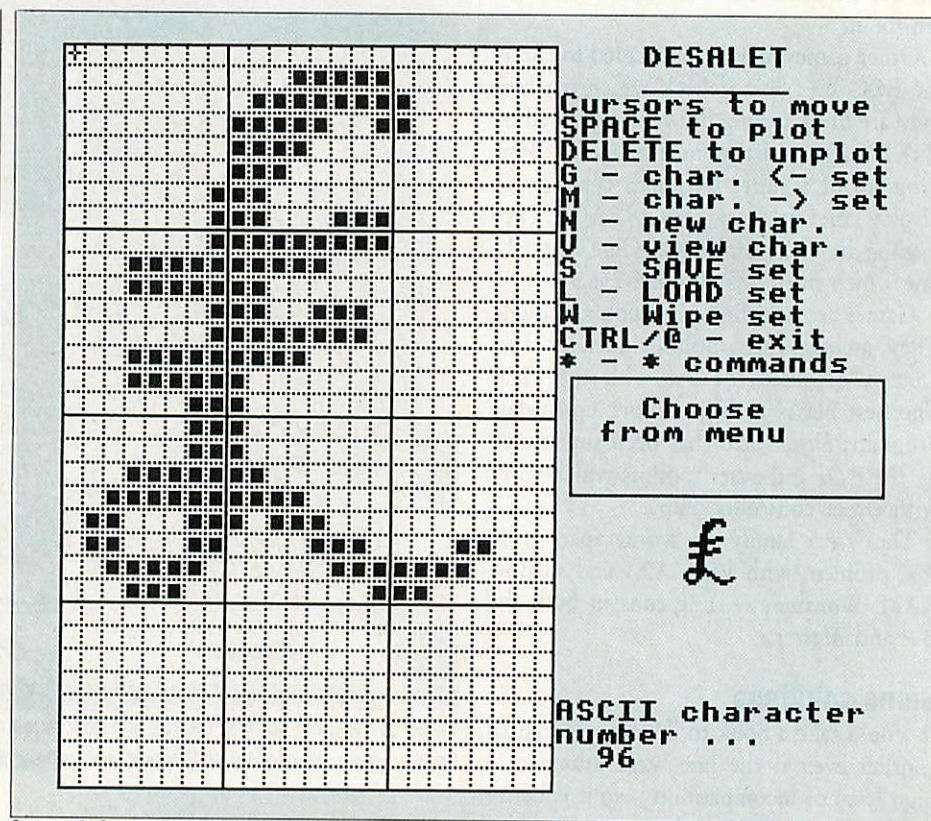 DESALET
Cursors to move
SPACE to plot
DELETE to unplot
G - char. <- set
M - char. -> set
N - new char.
V - view char.
S - SAVE set
L - LOAD set
W - Wipe set
CTRL/@ exit
* - * commands
Choose
from menu
£
ASCII character
number ...
96